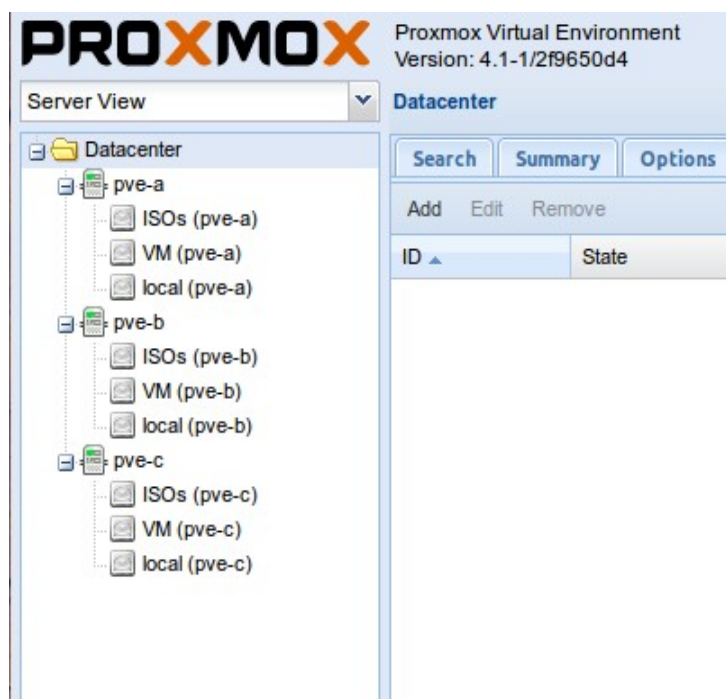 PROXMOX
Proxmox Virtual Environment
Version: 4.1-1/2f9650d4
Server View
Datacenter
pve-a
ISOs (pve-a)
VM (pve-a)
local (pve-a)
pve-b
ISOs (pve-b)
VM (pve-b)
local (pve-b)
pve-c
ISOs (pve-c)
VM (pve-c)
local (pve-c)
Datacenter
Search Summary Options
Add Edit Remove
ID State